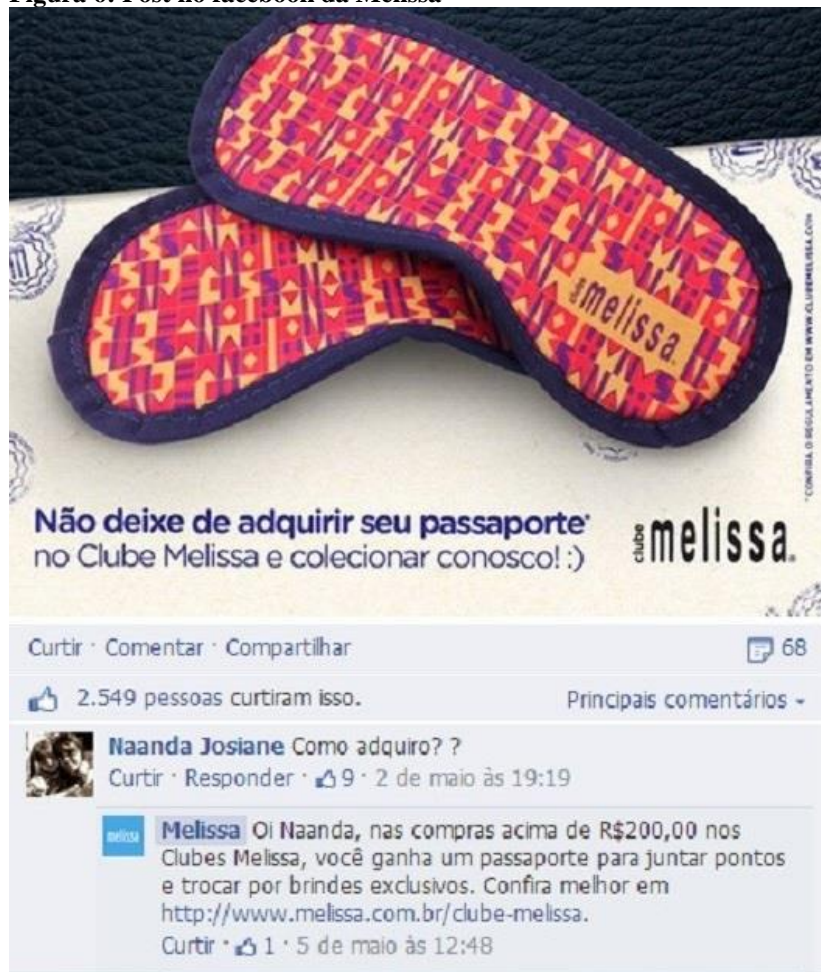 Figura 6: Post no facebook da Melissa
clube melissa
*CONFIRA O REGULAMENTO EM WWW.CLUBEMELISSA.COM
Não deixe de adquirir seu passaporte*
no Clube Melissa e colecionar conosco! :)
clube melissa.
Curtir · Comentar · Compartilhar
68
2.549 pessoas curtiram isso.
Principais comentários
Naanda Josiane Como adquiro? ?
Curtir · Responder · 9 · 2 de maio às 19:19
melissa
Melissa Oi Naanda, nas compras acima de R$200,00 nos
Clubes Melissa, você ganha um passaporte para juntar pontos
e trocar por brindes exclusivos. Confira melhor em
http://www.melissa.com.br/clube-melissa.
Curtir · 1 · 5 de maio às 12:48